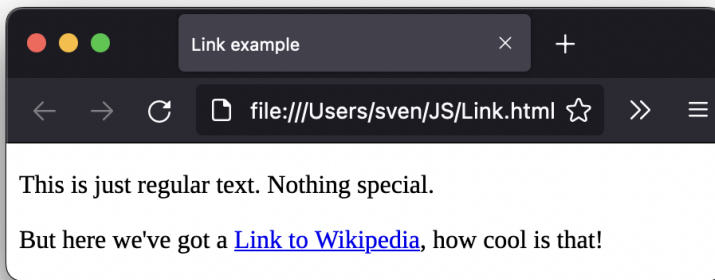 Link example
file:///Users/sven/JS/Link.html
This is just regular text. Nothing special.
But here we've got a Link to Wikipedia, how cool is that!